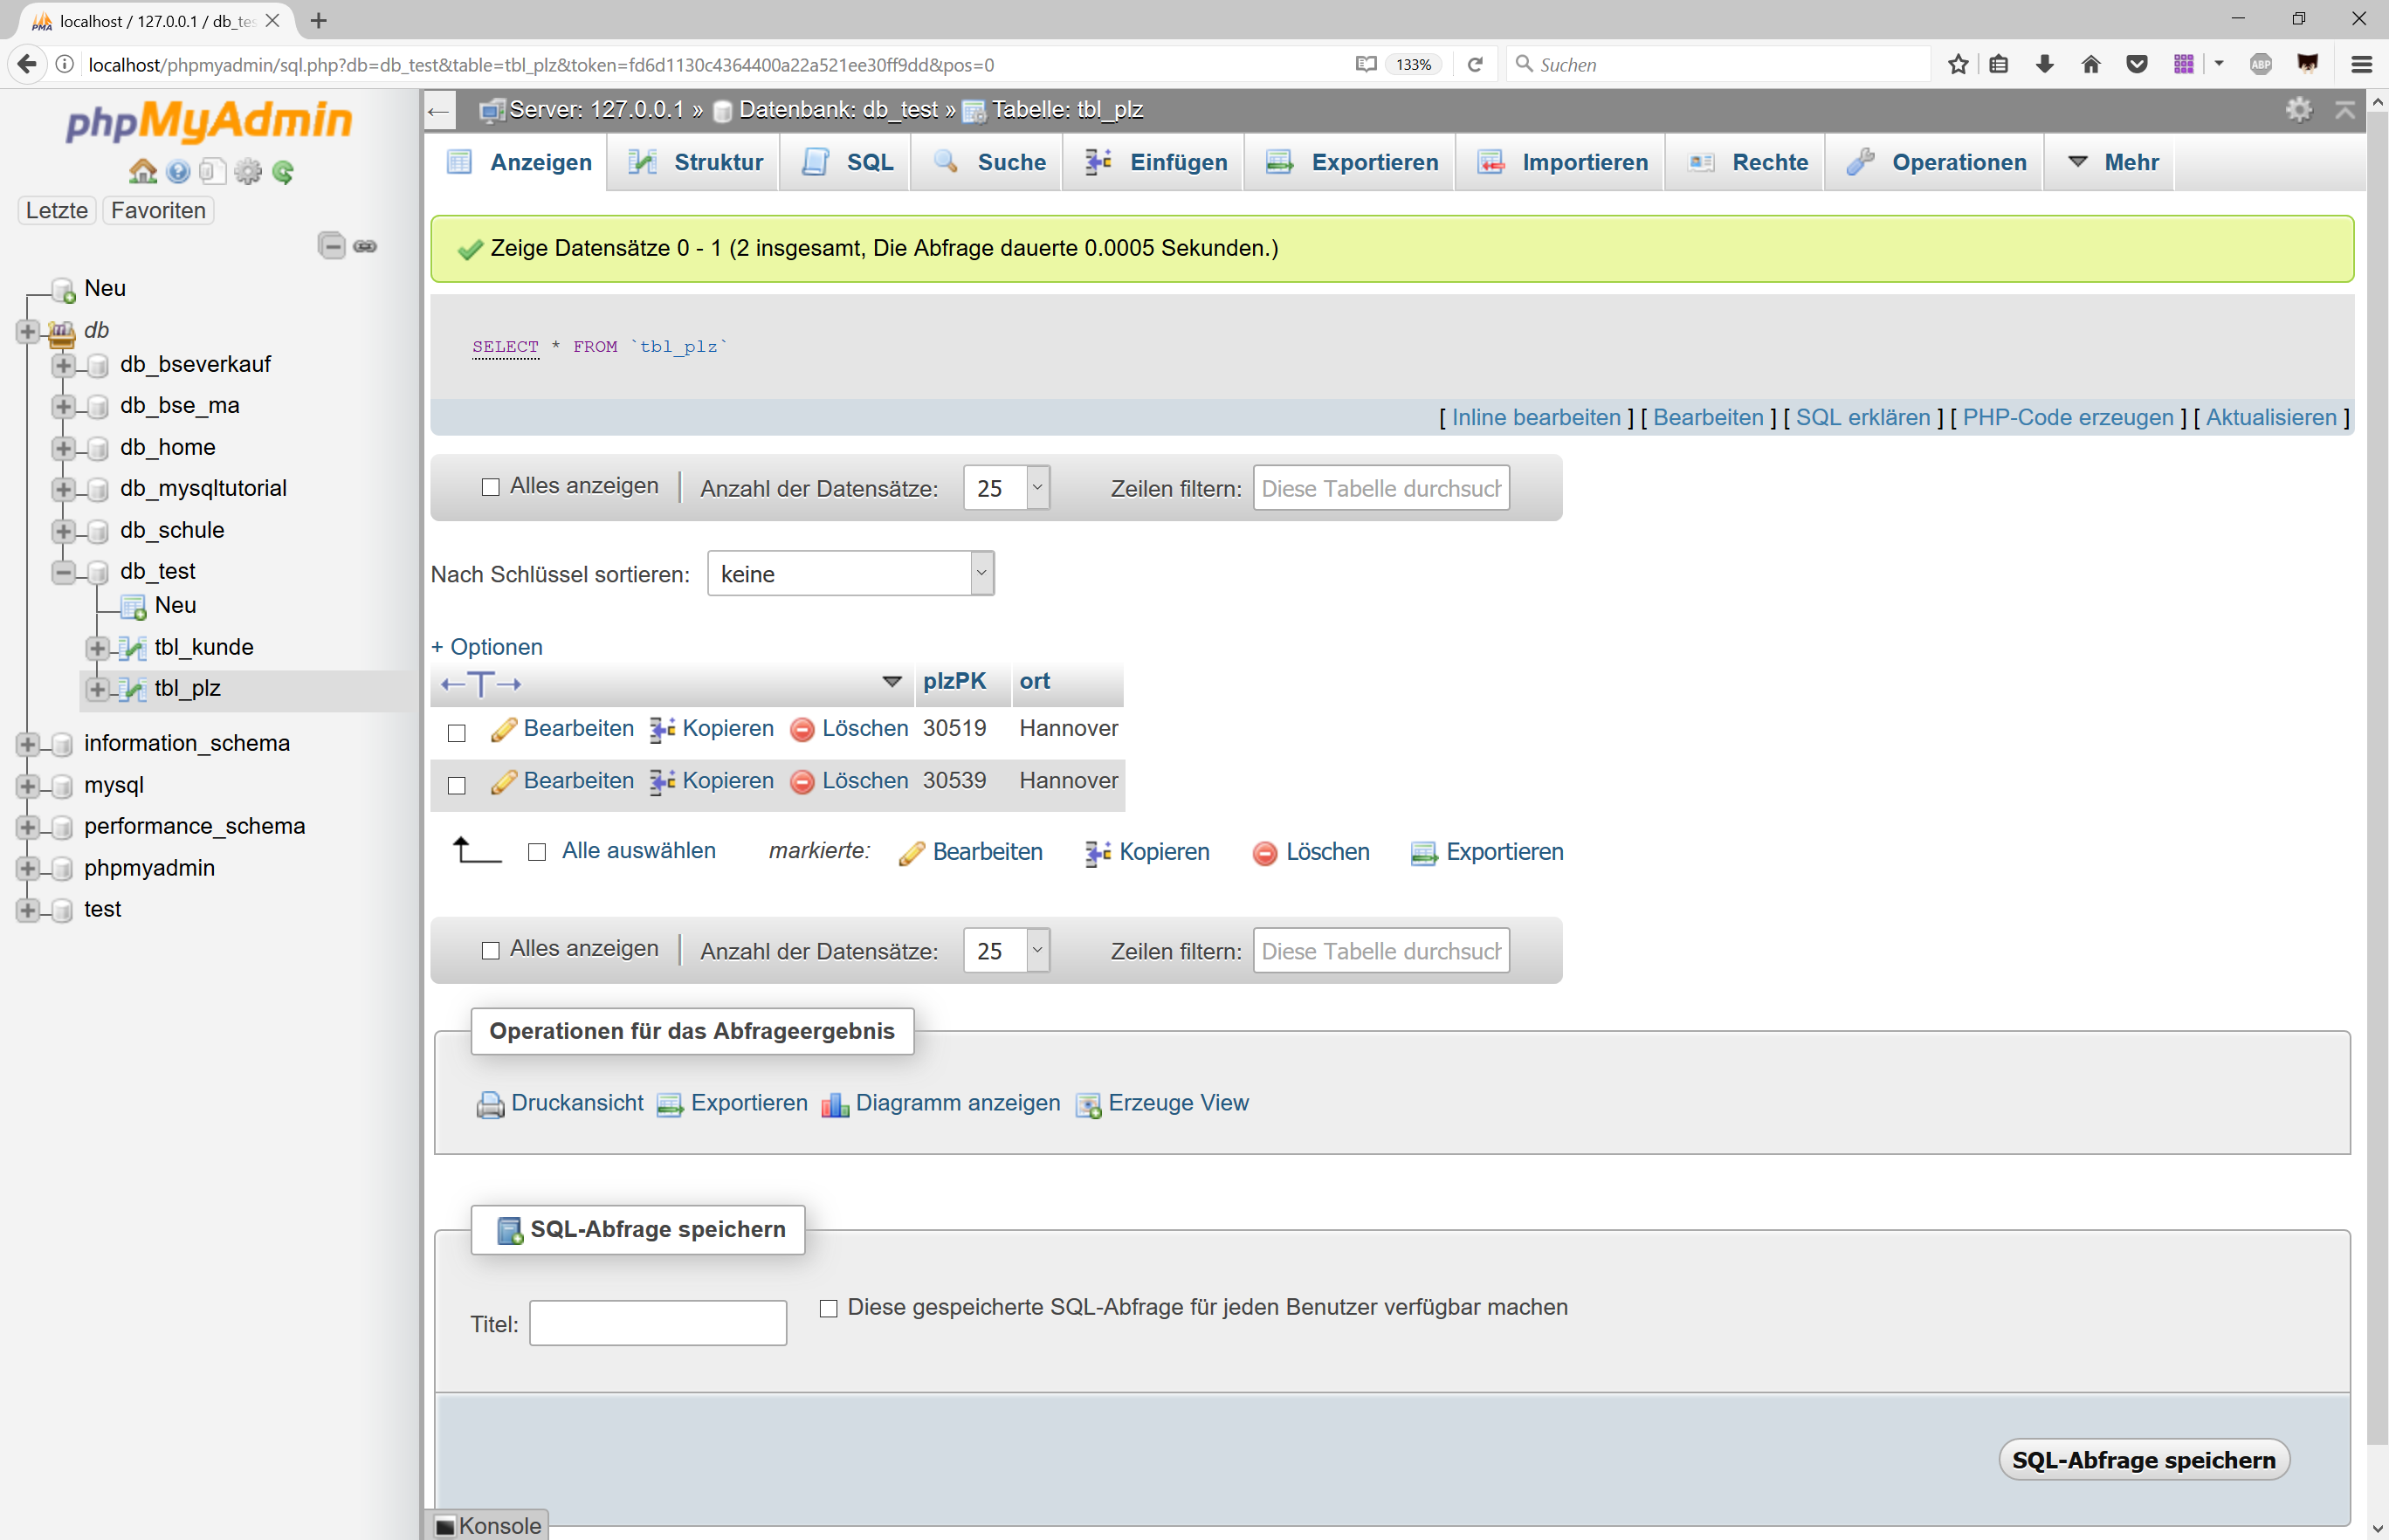 localhost / 127.0.0.1 / db_te
localhost/phpmyadmin/sql.php?db=db_test&table=tbl_plz&token=fd6d1130c4364400a22a521ee30ff9dd&pos=0
133%
Suchen
ABP
phpMyAdmin
Letzte
Favoriten
Neu
db
db_bseverkauf
db_bse_ma
db_home
db_mysqltutorial
db_schule
db_test
Neu
tbl_kunde
tbl_plz
information_schema
mysql
performance_schema
phpmyadmin
test
Server: 127.0.0.1 » Datenbank: db_test » Tabelle: tbl_plz
Anzeigen Struktur SQL Suche Einfügen Exportieren Importieren Rechte Operationen Mehr
Zeige Datensätze 0 - 1 (2 insgesamt, Die Abfrage dauerte 0.0005 Sekunden.)
SELECT * FROM `tbl_plz`
[ Inline bearbeiten ] [ Bearbeiten ] [ SQL erklären ] [ PHP-Code erzeugen ] [ Aktualisieren ]
Alles anzeigen | Anzahl der Datensätze: 25 Zeilen filtern: Diese Tabelle durchsuch
Nach Schlüssel sortieren: keine
+ Optionen
←T→ plzPK ort
Bearbeiten Kopieren Löschen 30519 Hannover
Bearbeiten Kopieren Löschen 30539 Hannover
Alle auswählen markierte: Bearbeiten Kopieren Löschen Exportieren
Alles anzeigen | Anzahl der Datensätze: 25 Zeilen filtern: Diese Tabelle durchsuch
Operationen für das Abfrageergebnis
Druckansicht Exportieren Diagramm anzeigen Erzeuge View
SQL-Abfrage speichern
Titel: Diese gespeicherte SQL-Abfrage für jeden Benutzer verfügbar machen
SQL-Abfrage speichern
Konsole